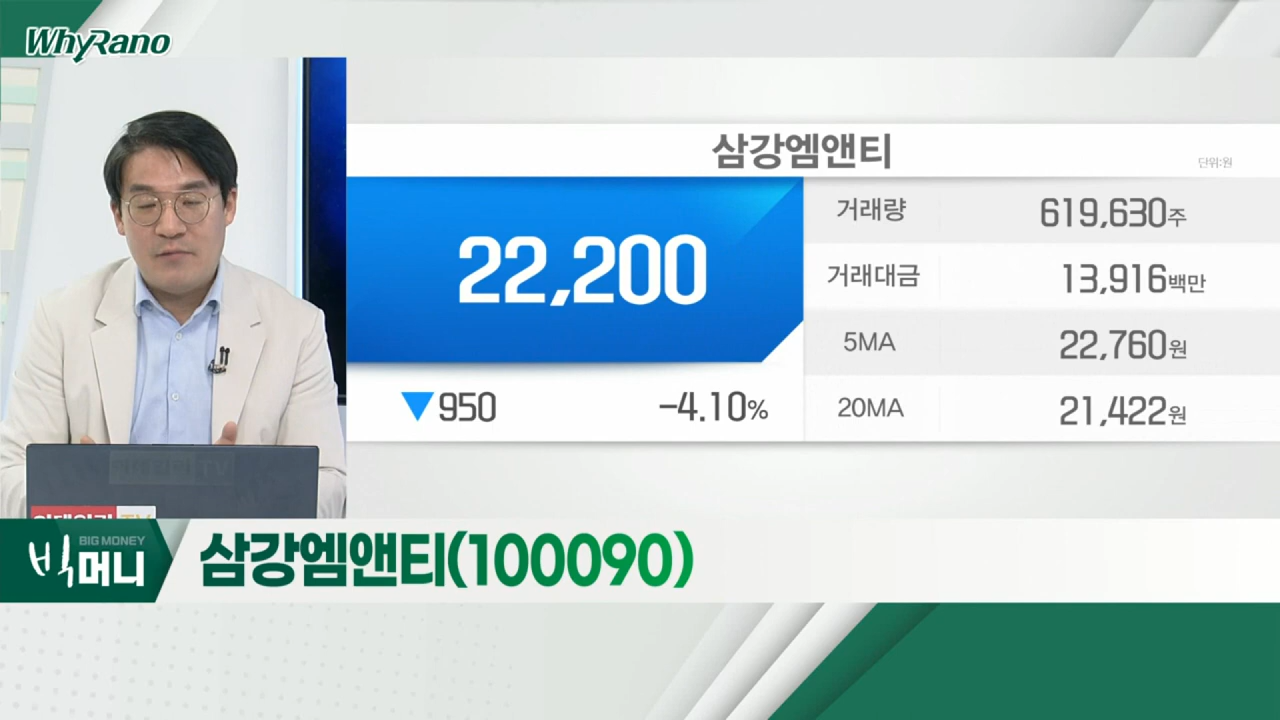 WhyRano
삼강엠앤티
단위:원
22,200
▼950 -4.10%
거래량 619,630주
거래대금 13,916백만
5MA 22,760원
20MA 21,422원
BIG MONEY
빅머니
삼강엠앤티(100090)